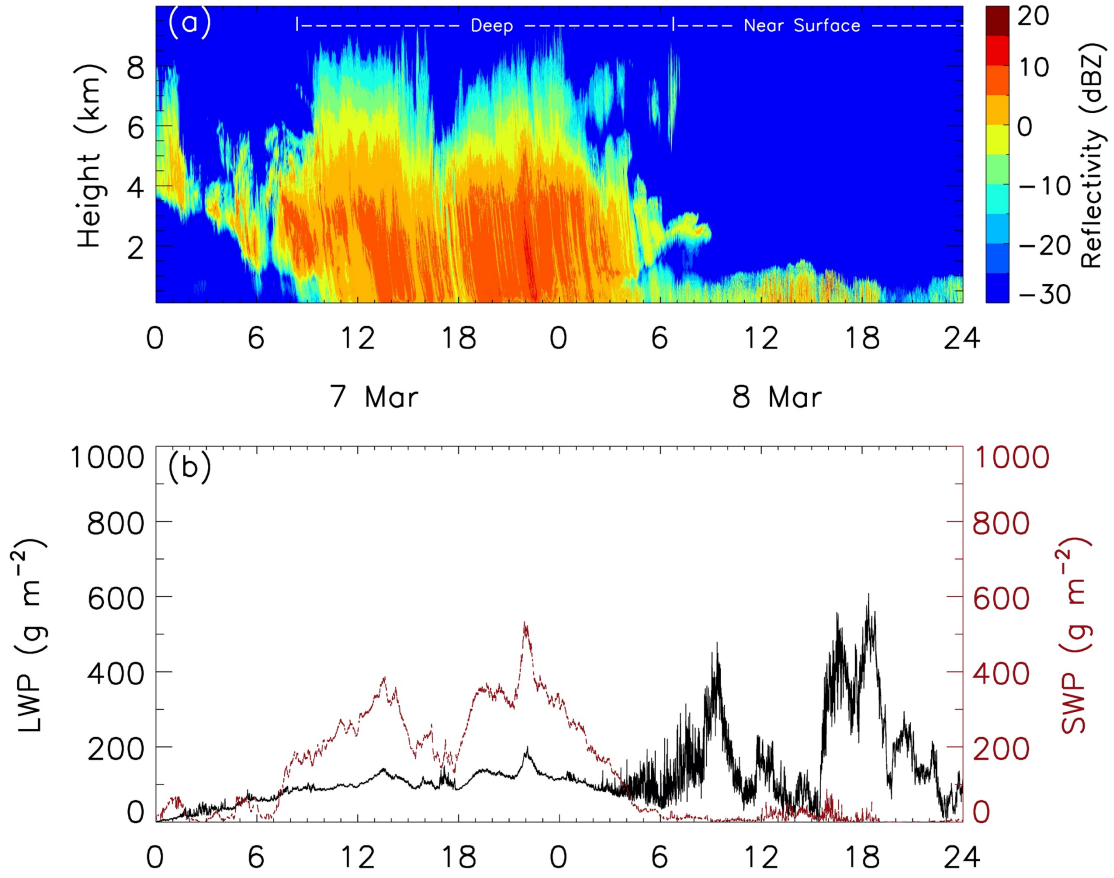 (a)
Deep
Near Surface
Height (km)
8
6
4
2
20
10
0
−10
−20
−30
Reflectivity (dBZ)
0 6 12 18 0 6 12 18 24
7 Mar 8 Mar
(b)
LWP (g m⁻²)
1000
800
600
400
200
0
1000
800
600
400
200
0
SWP (g m⁻²)
0 6 12 18 0 6 12 18 24